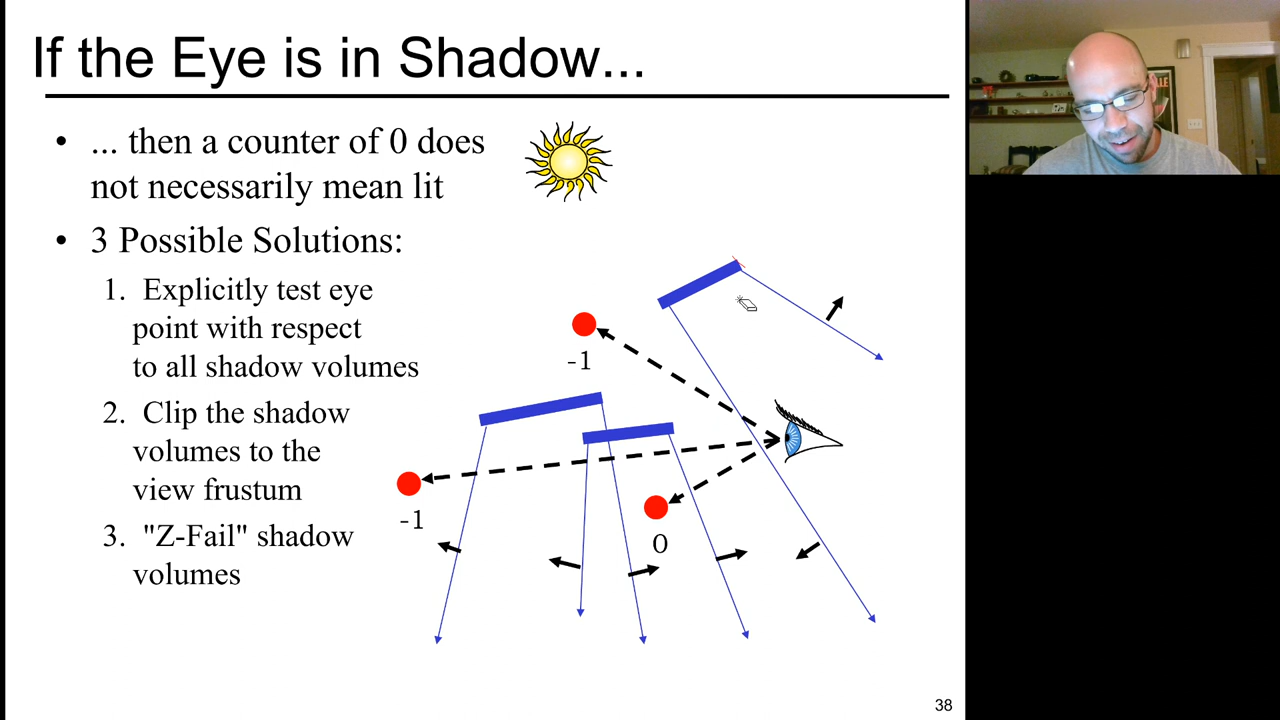 If the Eye is in Shadow...
• ... then a counter of 0 does
not necessarily mean lit
• 3 Possible Solutions:
1. Explicitly test eye
point with respect
to all shadow volumes
2. Clip the shadow
volumes to the
view frustum
3. "Z-Fail" shadow
volumes
-1
-1
0
38